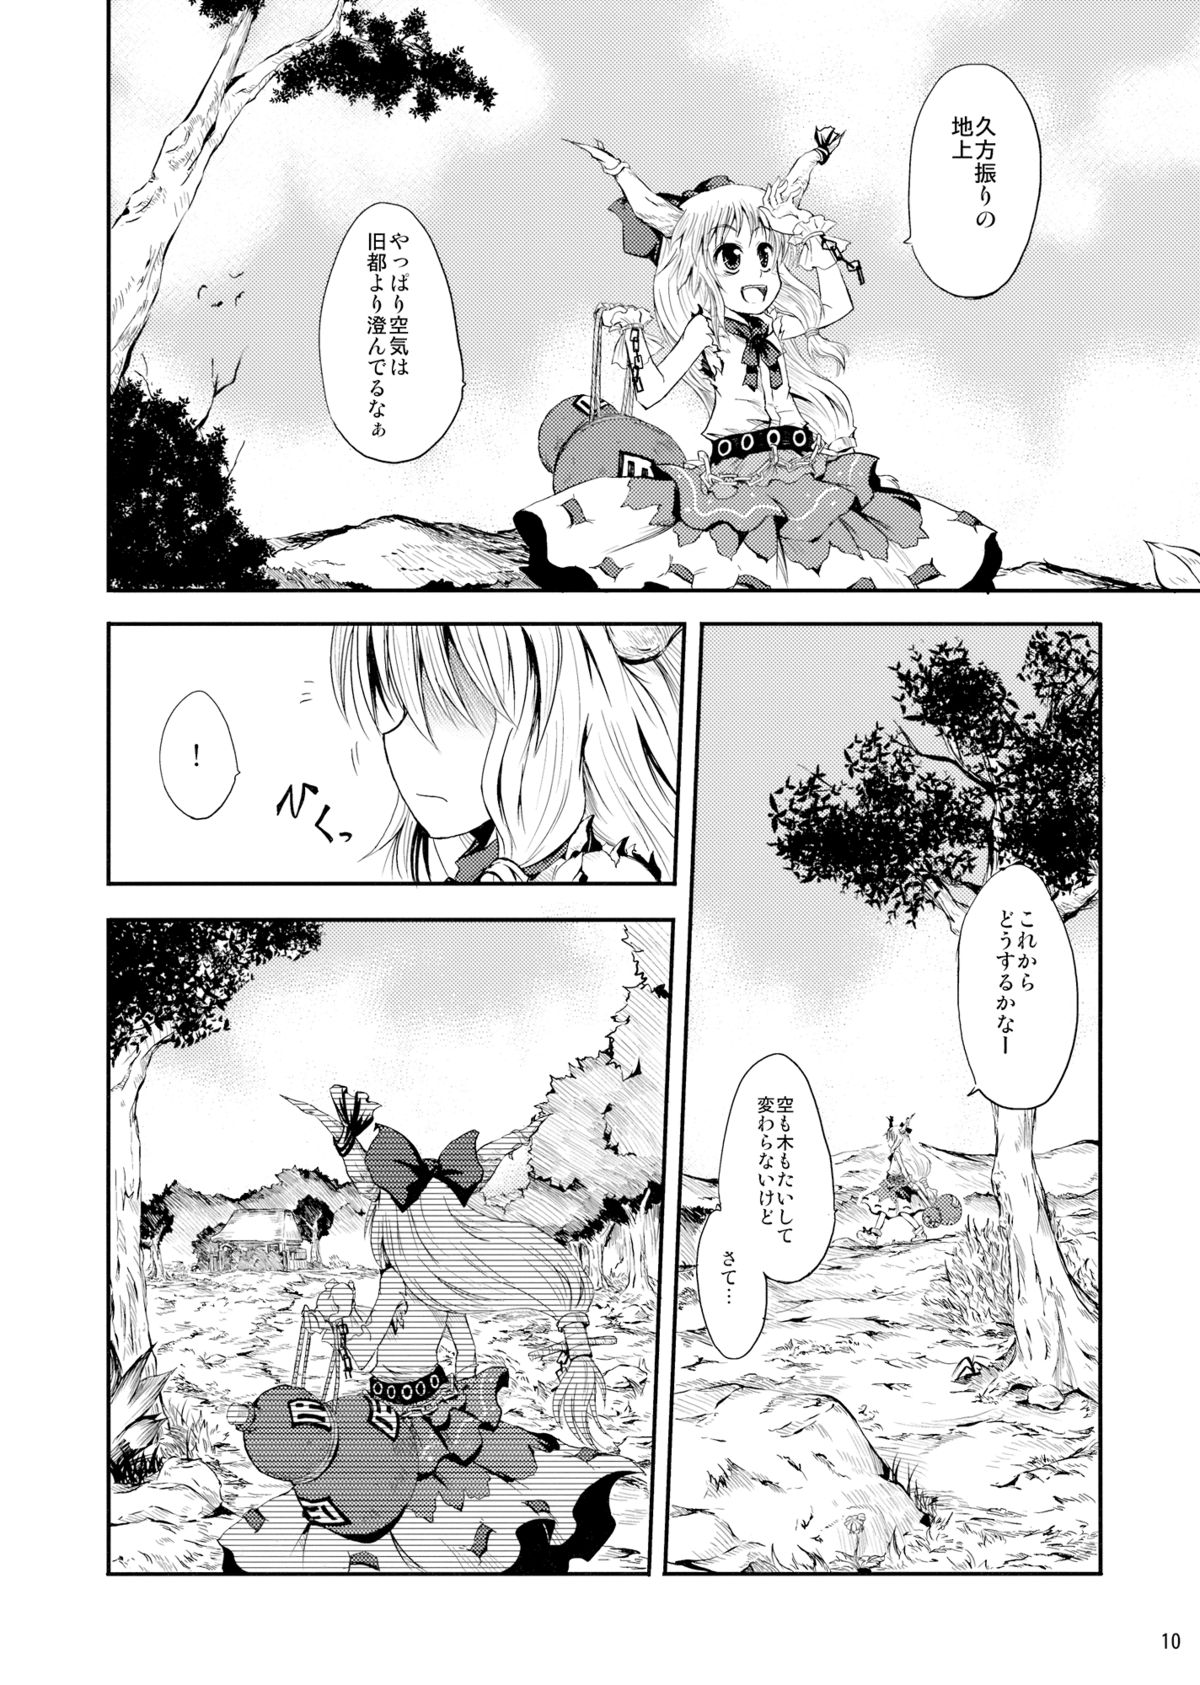 久方振りの
地上
やっぱり空気は
旧都より澄んでるなぁ
これから
どうするかなー
空も木もたいして
変わらないけど
さて…
！
びくっ
10